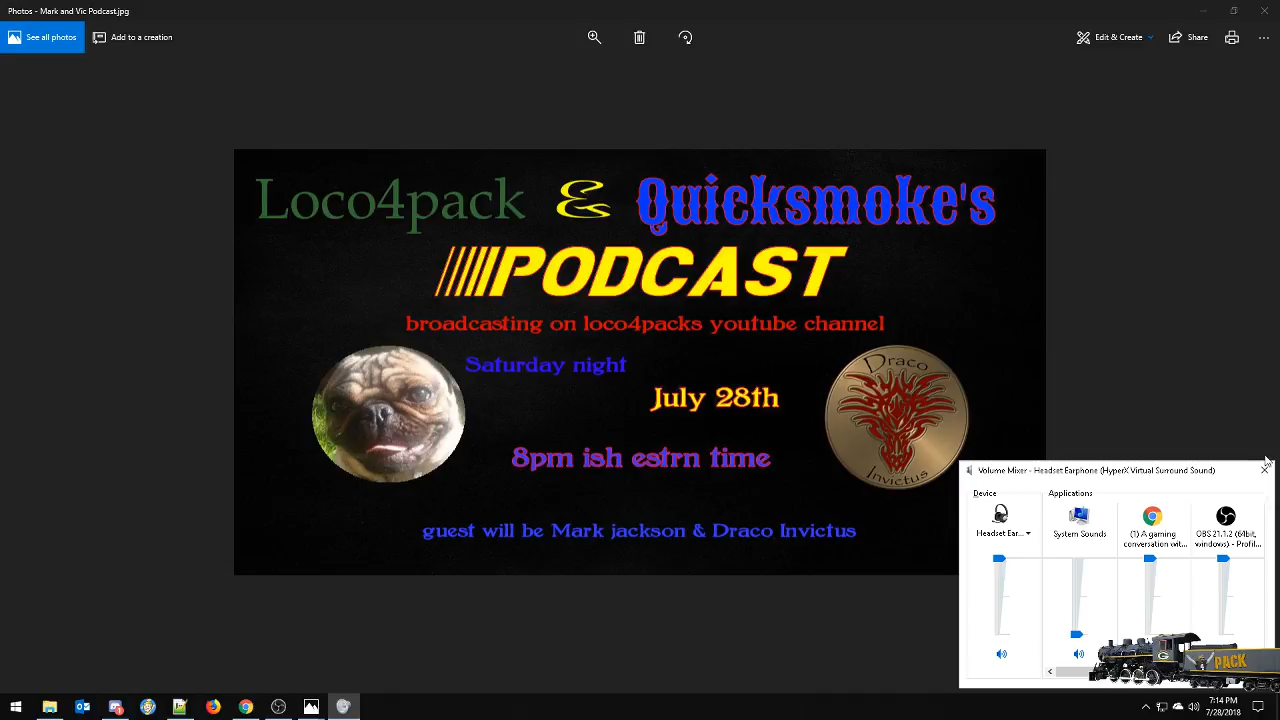 Photos - Mark and Vic Podcast.jpg
See all photos
Add to a creation
Edit & Create
Share
Loco4pack & Quicksmoke's
PODCAST
broadcasting on loco4packs youtube channel
Saturday night
July 28th
8pm ish estrn time
guest will be Mark jackson & Draco Invictus
Draco
Invictus
Volume Mixer - Headset Earphone (HyperX Virtual Surround Sound)
Device
Applications
Headset Ear...
System Sounds
(1) A gaming
conversation wit...
OBS 21.1.2 (64bit,
windows) - Profil...
PACK
7:14 PM
7/28/2018